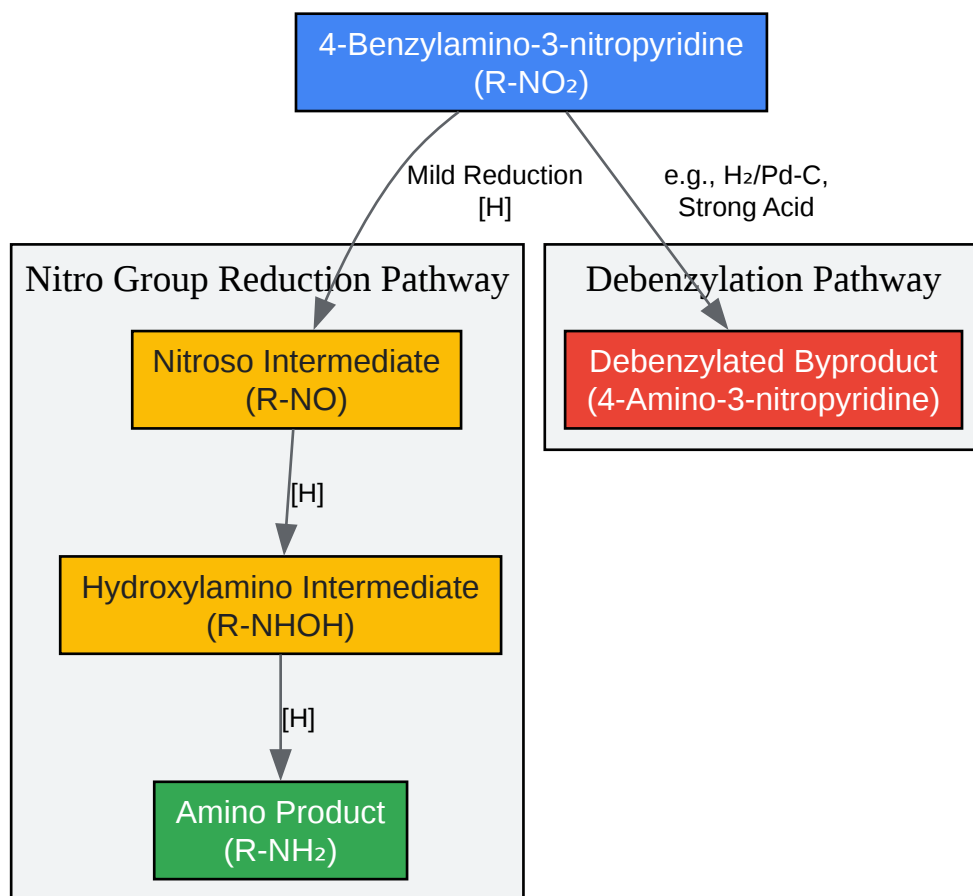 4-Benzylamino-3-nitropyridine
(R-NO₂)
Mild Reduction
[H]
e.g., H₂/Pd-C,
Strong Acid
Nitro Group Reduction Pathway
Nitroso Intermediate
(R-NO)
[H]
Hydroxylamino Intermediate
(R-NHOH)
[H]
Amino Product
(R-NH₂)
Debenzylation Pathway
Debenzylated Byproduct
(4-Amino-3-nitropyridine)